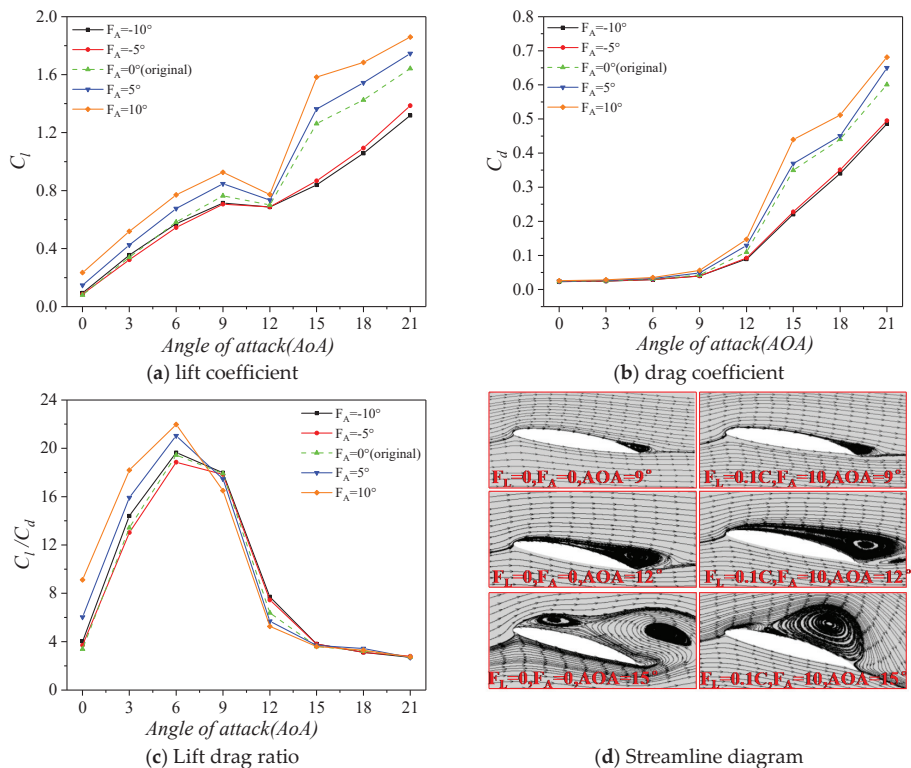 2.0
1.6
1.2
0.8
0.4
0.0
C_l
F_A=-10°
F_A=-5°
F_A=0°(original)
F_A=5°
F_A=10°
0 3 6 9 12 15 18 21
Angle of attack(AoA)
(a) lift coefficient
0.8
0.7
0.6
0.5
0.4
0.3
0.2
0.1
0.0
C_d
F_A=-10°
F_A=-5°
F_A=0°(original)
F_A=5°
F_A=10°
0 3 6 9 12 15 18 21
Angle of attack(AOA)
(b) drag coefficient
24
20
16
12
8
4
0
C_l/C_d
F_A=-10°
F_A=-5°
F_A=0°(original)
F_A=5°
F_A=10°
0 3 6 9 12 15 18 21
Angle of attack(AoA)
(c) Lift drag ratio
F_L=0,F_A=0,AOA=9°
F_L=0.1C,F_A=10,AOA=9°
F_L=0,F_A=0,AOA=12°
F_L=0.1C,F_A=10,AOA=12°
F_L=0,F_A=0,AOA=15°
F_L=0.1C,F_A=10,AOA=15°
(d) Streamline diagram